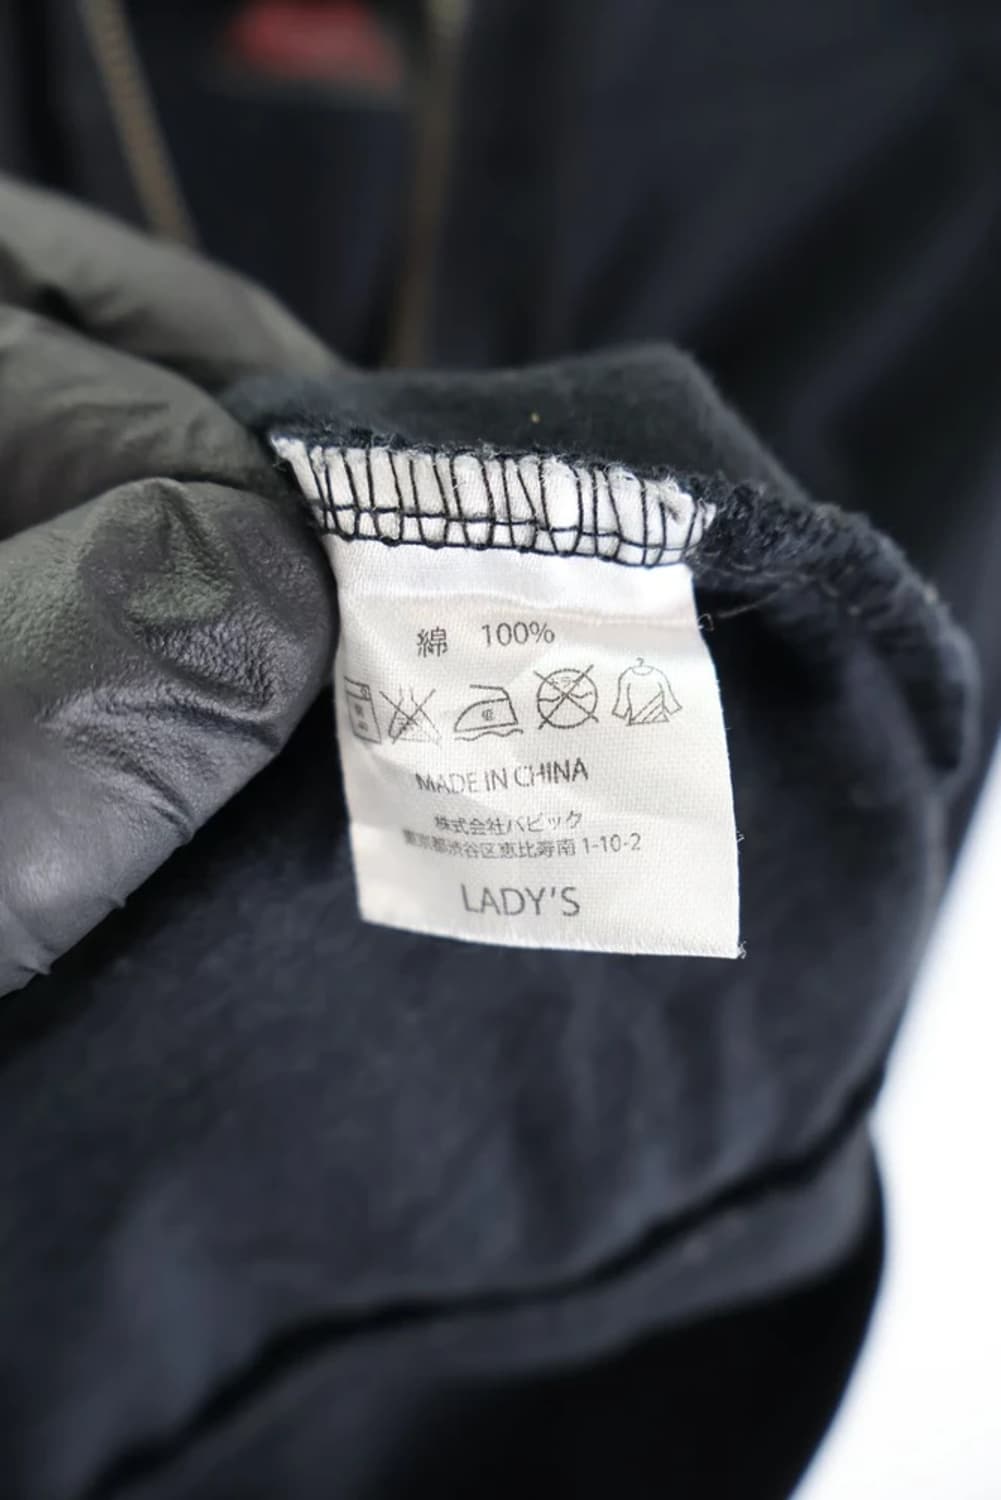 綿 100%
低
MADE IN CHINA
株式会社バビック
東京都渋谷区恵比寿南 1-10-2
LADY'S